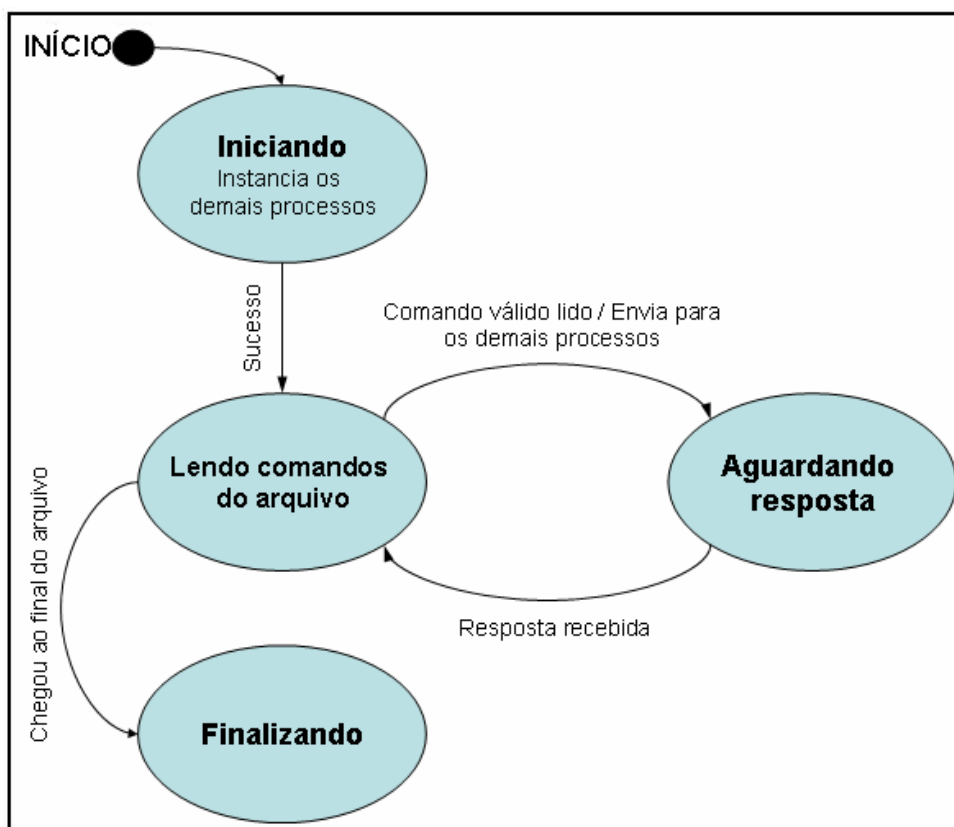 INÍCIO
Iniciando
Instancia os
demais processos
Sucesso
Comando válido lido / Envia para
os demais processos
Lendo comandos
do arquivo
Aguardando
resposta
Resposta recebida
Chegou ao final do arquivo
Finalizando